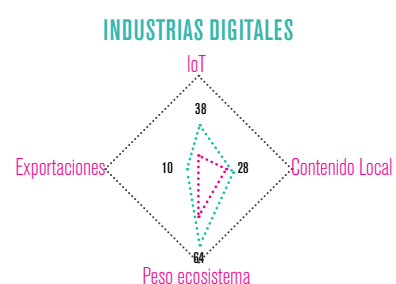 INDUSTRIAS DIGITALES
IoT
38
Exportaciones
10
28
Contenido Local
64
Peso ecosistema